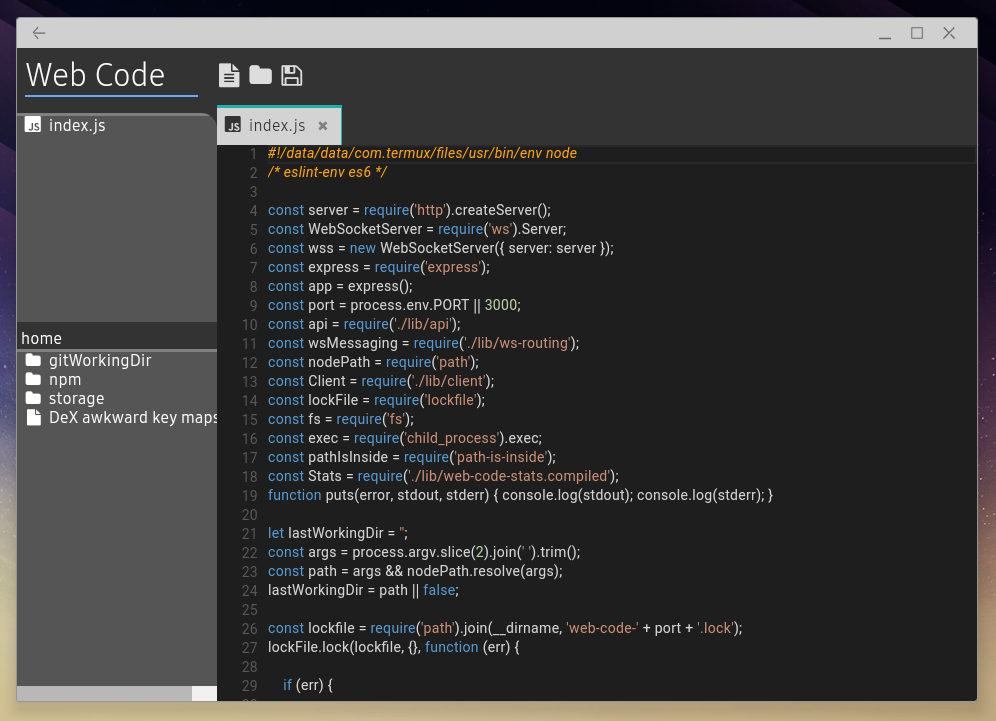 Web Code
JS index.js
home
gitWorkingDir
npm
storage
DeX awkward key maps
JS index.js ✖
1 #!/data/data/com.termux/files/usr/bin/env node
2 /* eslint-env es6 */
3
4 const server = require('http').createServer();
5 const WebSocketServer = require('ws').Server;
6 const wss = new WebSocketServer({ server: server });
7 const express = require('express');
8 const app = express();
9 const port = process.env.PORT || 3000;
10 const api = require('./lib/api');
11 const wsMessaging = require('./lib/ws-routing');
12 const nodePath = require('path');
13 const Client = require('./lib/client');
14 const lockFile = require('lockfile');
15 const fs = require('fs');
16 const exec = require('child_process').exec;
17 const pathIsInside = require('path-is-inside');
18 const Stats = require('./lib/web-code-stats.compiled');
19 function puts(error, stdout, stderr) { console.log(stdout); console.log(stderr); }
20
21 let lastWorkingDir = '';
22 const args = process.argv.slice(2).join(' ').trim();
23 const path = args && nodePath.resolve(args);
24 lastWorkingDir = path || false;
25
26 const lockfile = require('path').join(__dirname, 'web-code-' + port + '.lock');
27 lockFile.lock(lockfile, {}, function (err) {
28
29 if (err) {